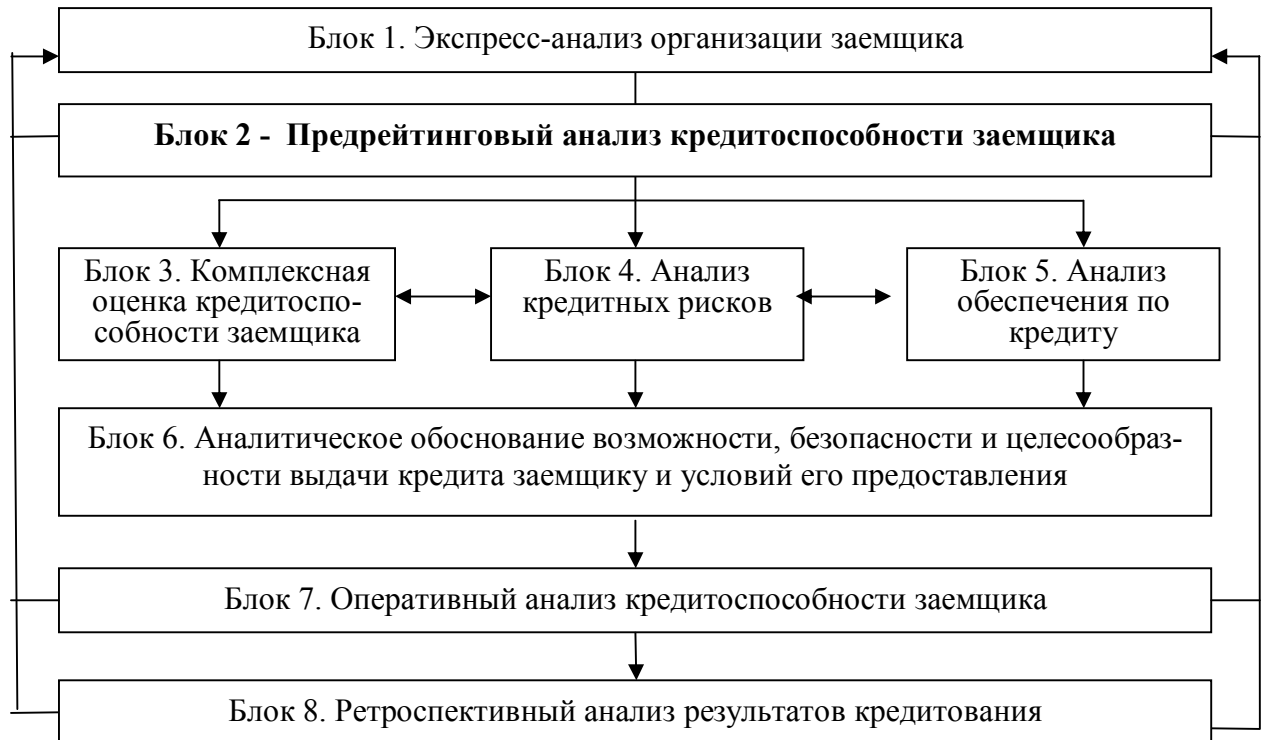 Блок 1. Экспресс-анализ организации заемщика
Блок 2 - Предрейтинговый анализ кредитоспособности заемщика
Блок 3. Комплексная
оценка кредитоспо-
собности заемщика
Блок 4. Анализ
кредитных рисков
Блок 5. Анализ
обеспечения по
кредиту
Блок 6. Аналитическое обоснование возможности, безопасности и целесообраз-
ности выдачи кредита заемщику и условий его предоставления
Блок 7. Оперативный анализ кредитоспособности заемщика
Блок 8. Ретроспективный анализ результатов кредитования